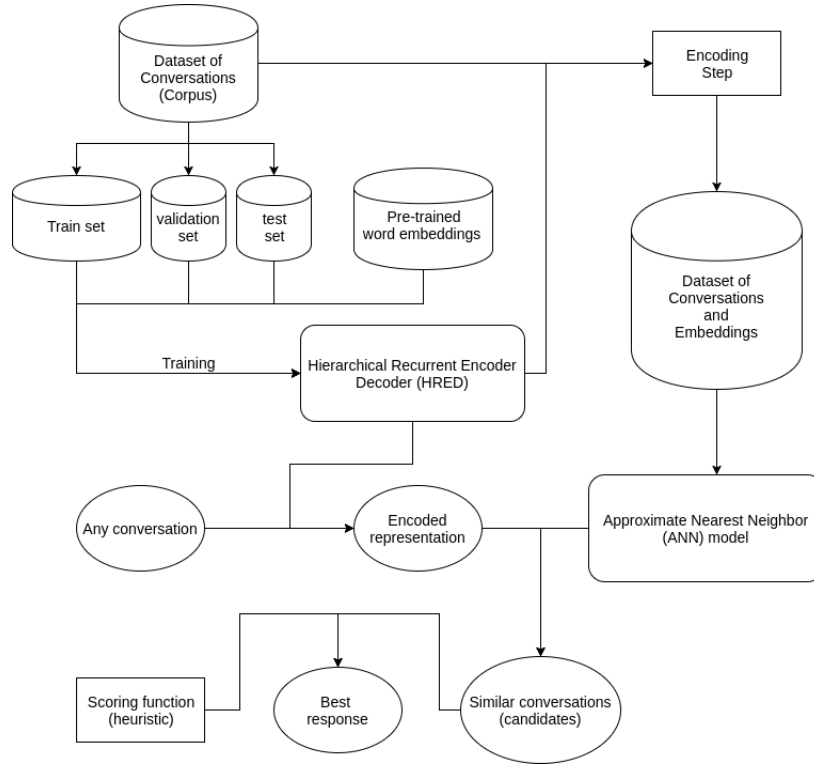 Dataset of
Conversations
(Corpus)
Encoding
Step
Train set
validation
set
test
set
Pre-trained
word embeddings
Dataset of
Conversations
and
Embeddings
Training
Hierarchical Recurrent Encoder
Decoder (HRED)
Any conversation
Encoded
representation
Approximate Nearest Neighbor
(ANN) model
Scoring function
(heuristic)
Best
response
Similar conversations
(candidates)